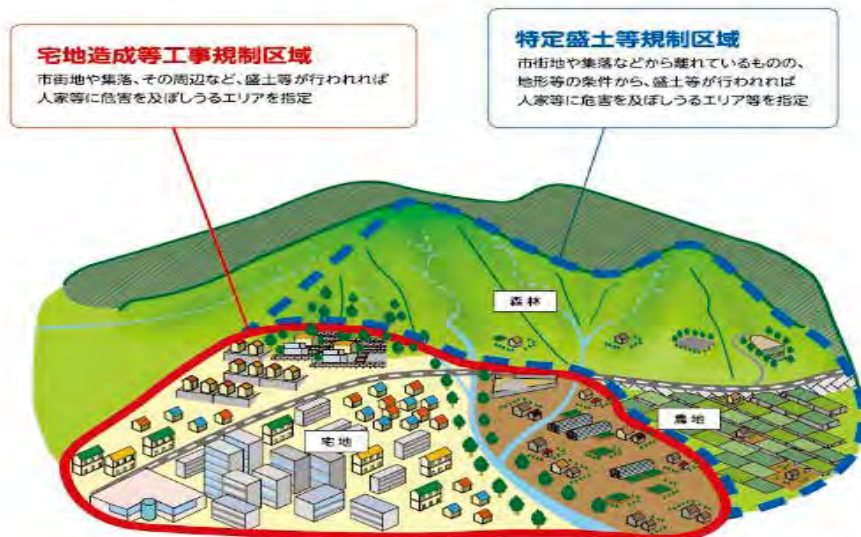 宅地造成等工事規制区域
市街地や集落、その周辺など、盛土等が行われれば
人家等に危害を及ぼしうるエリアを指定
特定盛土等規制区域
市街地や集落などから離れているものの、
地形等の条件から、盛土等が行われれば
人家等に危害を及ぼしうるエリア等を指定
森林
農地
宅地